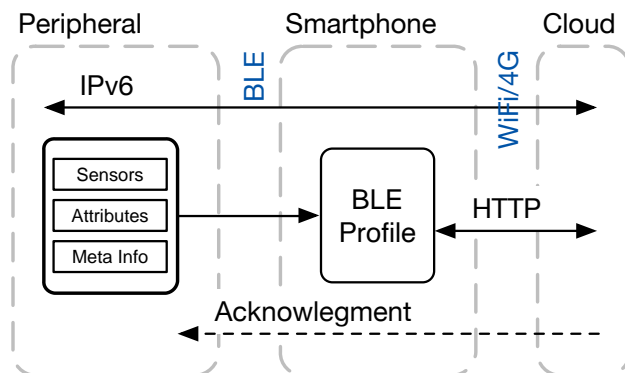 Peripheral
Smartphone
Cloud
IPv6
BLE
WiFi/4G
Sensors
Attributes
Meta Info
BLE
Profile
HTTP
Acknowlegment